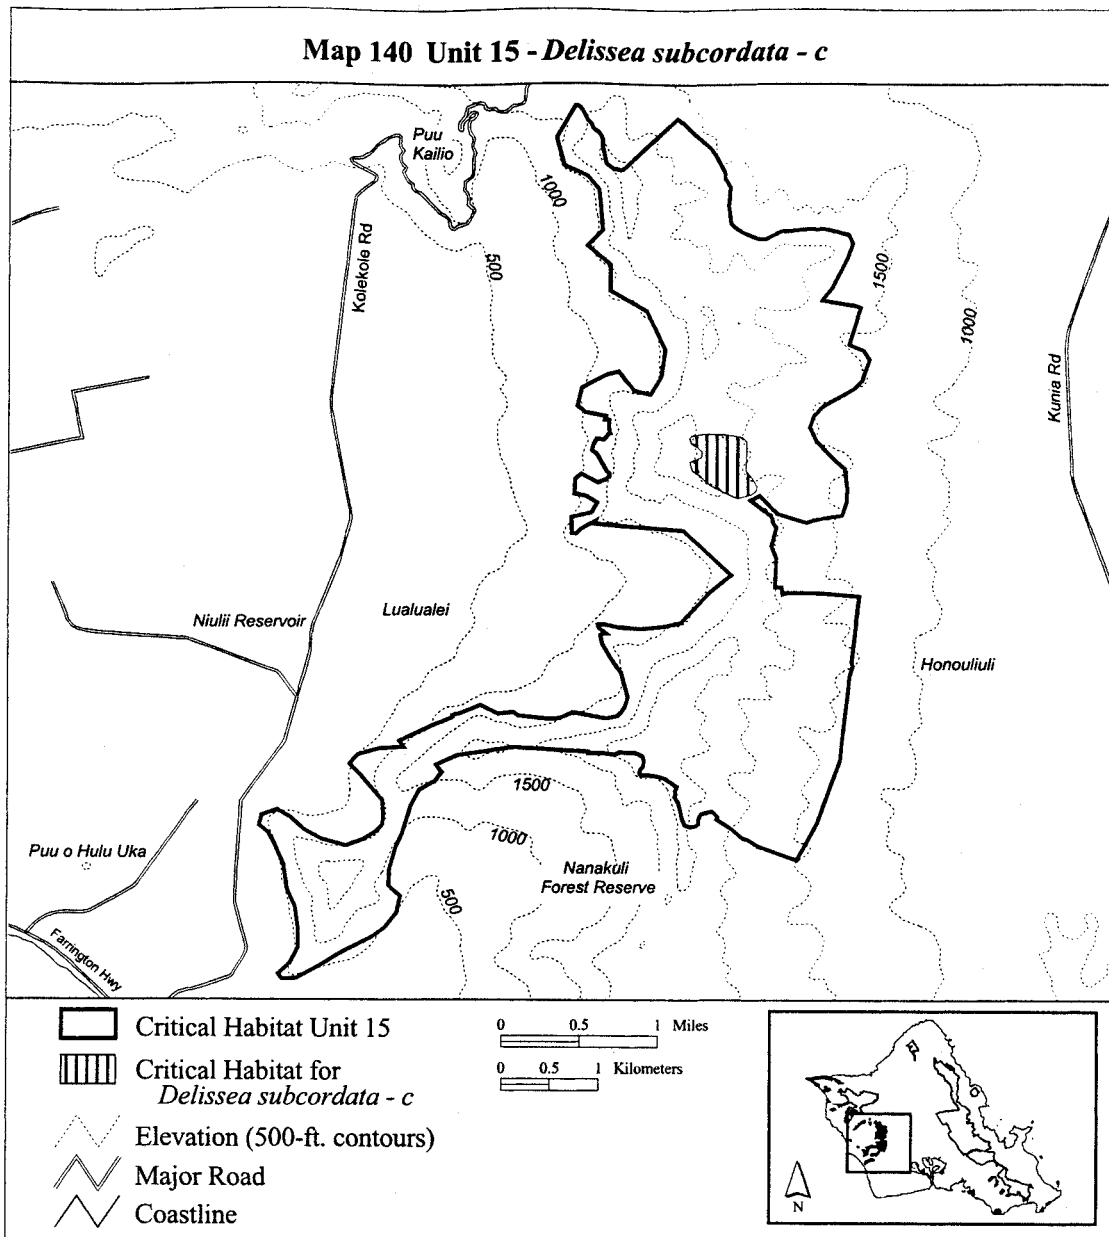 Map 140 Unit 15 - Delissea subcordata - c
Puu
Kailio
1000
Kolekole Rd
500
1500
1000
Kunia Rd
Niulii Reservoir
Lualualei
Honouliuli
1500
1000
Puu o Hulu Uka
Nanakuli
Forest Reserve
500
Farrington Hwy
Critical Habitat Unit 15
Critical Habitat for
Delissea subcordata - c
Elevation (500-ft. contours)
Major Road
Coastline
0 0.5 1 Miles
0 0.5 1 Kilometers
N